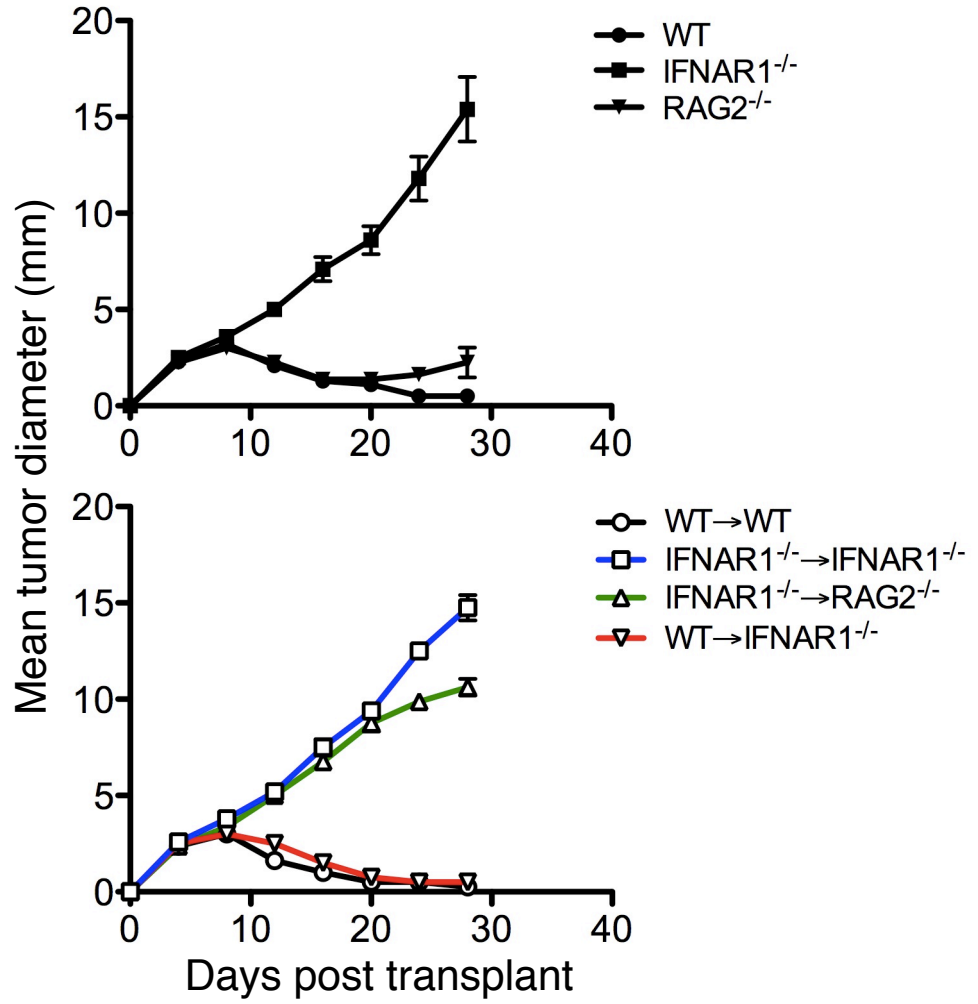 Mean tumor diameter (mm)
20
15
10
5
0
0 10 20 30 40
WT
IFNAR1-/-
RAG2-/-
20
15
10
5
0
0 10 20 30 40
WT→WT
IFNAR1-/-→IFNAR1-/-
IFNAR1-/-→RAG2-/-
WT→IFNAR1-/-
Days post transplant